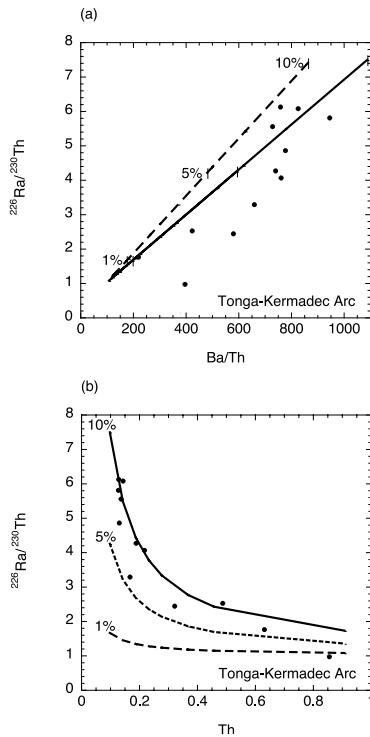 (a)
8
7
6
5
4
3
2
1
0
10%
5%
1%
²²⁶Ra/²³⁰Th
Tonga-Kermadec Arc
0 200 400 600 800 1000
Ba/Th
(b)
8
7
6
5
4
3
2
1
0
10%
5%
1%
²²⁶Ra/²³⁰Th
Tonga-Kermadec Arc
0 0.2 0.4 0.6 0.8 1
Th